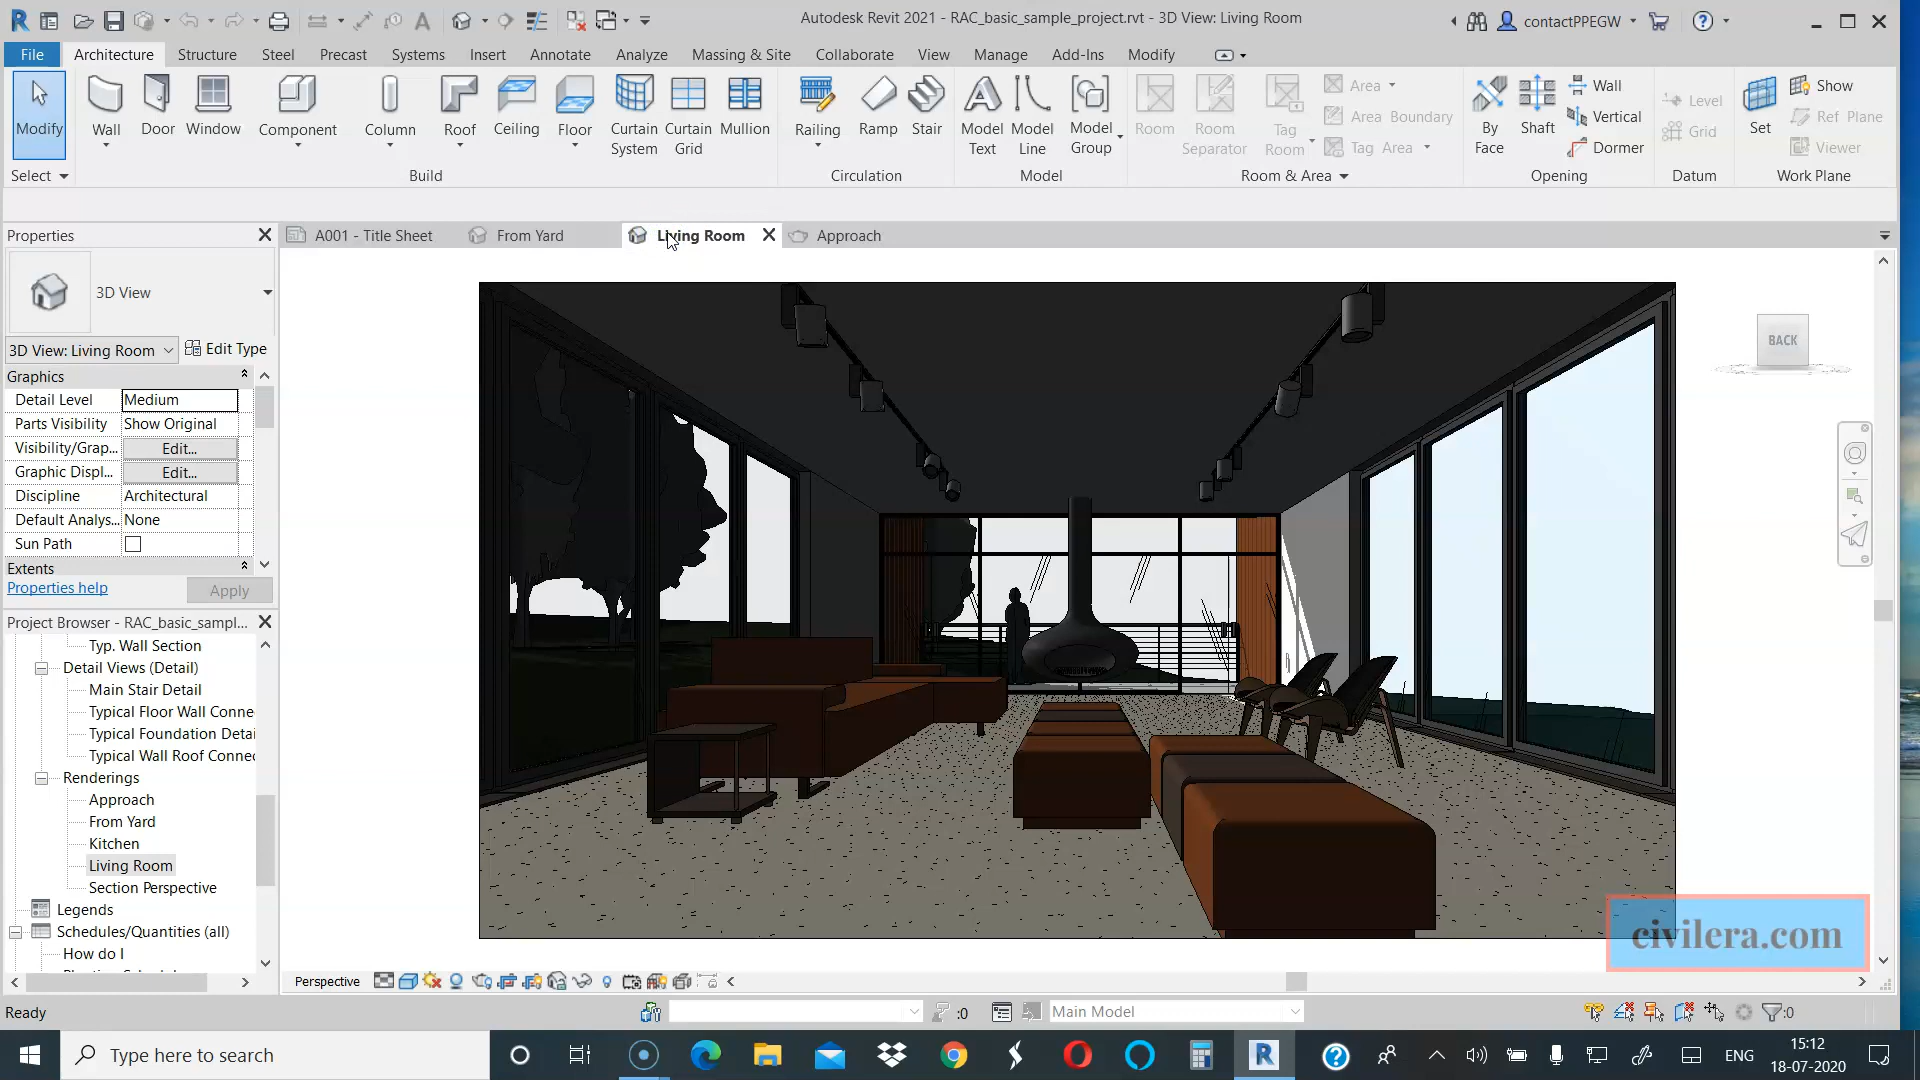 Autodesk Revit 2021 - RAC_basic_sample_project.rvt - 3D View: Living Room
contactPPEGW
File Architecture Structure Steel Precast Systems Insert Annotate Analyze Massing & Site Collaborate View Manage Add-Ins Modify
Modify
Wall
Door
Window
Component
Column
Roof
Ceiling
Floor
Curtain System
Curtain Grid
Mullion
Railing
Ramp
Stair
Model Text
Model Line
Model Group
Room
Room Separator
Tag Room
Area
Area Boundary
Tag Area
By Face
Shaft
Wall
Vertical
Dormer
Level
Grid
Set
Show
Ref Plane
Viewer
Select
Build
Circulation
Model
Room & Area
Opening
Datum
Work Plane
Properties
A001 - Title Sheet
From Yard
Living Room
Approach
3D View
3D View: Living Room
Edit Type
Graphics
Detail Level Medium
Parts Visibility Show Original
Visibility/Grap... Edit...
Graphic Displ... Edit...
Discipline Architectural
Default Analys... None
Sun Path
Extents
Properties help
Apply
Project Browser - RAC_basic_sampl...
Typ. Wall Section
Detail Views (Detail)
Main Stair Detail
Typical Floor Wall Conne
Typical Foundation Detai
Typical Wall Roof Connec
Renderings
Approach
From Yard
Kitchen
Living Room
Section Perspective
Legends
Schedules/Quantities (all)
How do I
BACK
civilera.com
Perspective
Ready
:0
Main Model
:0
Type here to search
ENG
15:12
18-07-2020